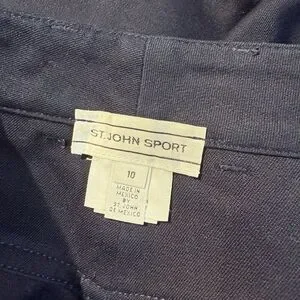 ST. JOHN SPORT
10
MADE IN
MEXICO
BY
ST. JOHN
DE MEXICO